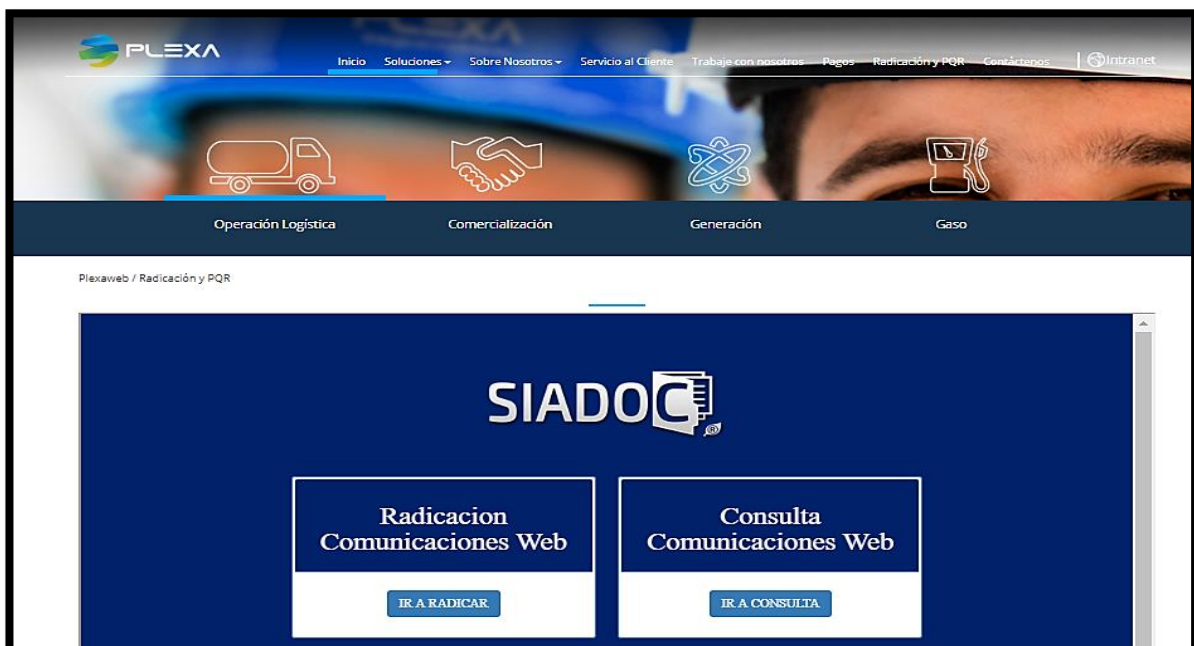 PLEXA
Inicio Soluciones Sobre Nosotros Servicio al Cliente Trabaje con nosotros Pagos Radicación y PQR Contáctenos Intranet
Operación Logística Comercialización Generación Gaso
Plexaweb / Radicación y PQR
SIADOC
Radicacion
Comunicaciones Web
IR A RADICAR
Consulta
Comunicaciones Web
IR A CONSULTA